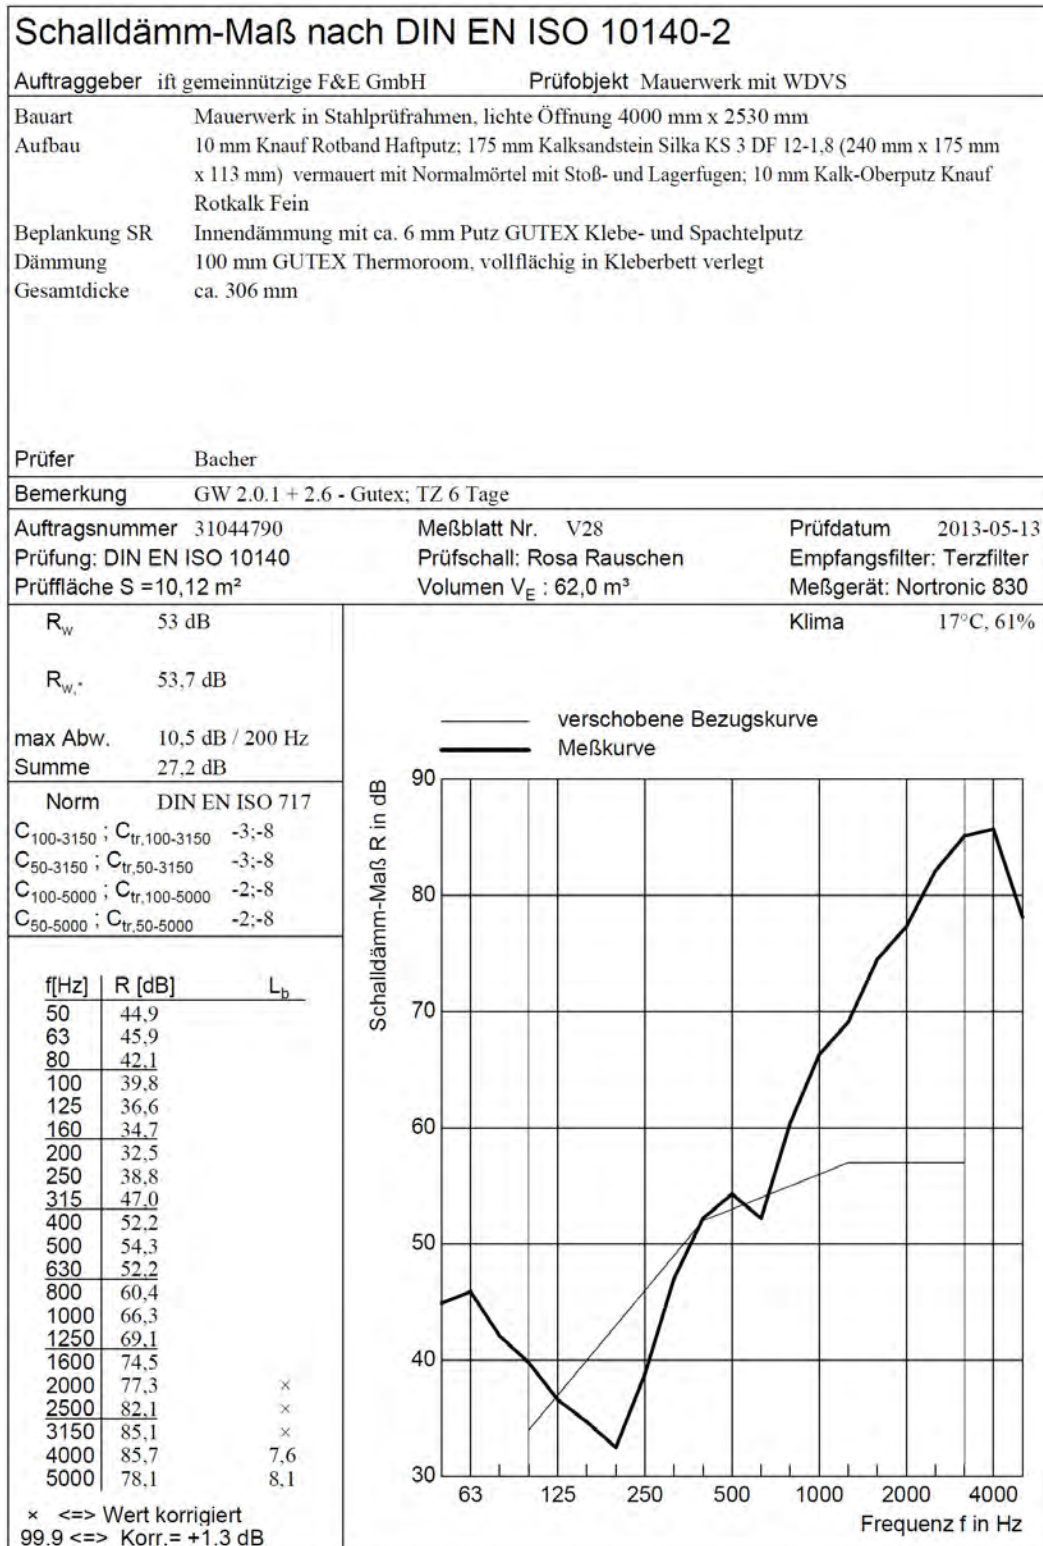 Schalldämm-Maß nach DIN EN ISO 10140-2
Auftraggeber ift gemeinnützige F&E GmbH Prüfobjekt Mauerwerk mit WDVS
Bauart Mauerwerk in Stahlprüfrahmen, lichte Öffnung 4000 mm x 2530 mm
Aufbau 10 mm Knauf Rotband Haftputz; 175 mm Kalksandstein Silka KS 3 DF 12-1,8 (240 mm x 175 mm
x 113 mm) vermauert mit Normalmörtel mit Stoß- und Lagerfugen; 10 mm Kalk-Oberputz Knauf
Rotkalk Fein
Beplankung SR Innendämmung mit ca. 6 mm Putz GUTEX Klebe- und Spachtelputz
Dämmung 100 mm GUTEX Thermoroom, vollflächig in Kleberbett verlegt
Gesamtdicke ca. 306 mm
Prüfer Bacher
Bemerkung GW 2.0.1 + 2.6 - Gutex; TZ 6 Tage
Auftragsnummer 31044790 Meßblatt Nr. V28 Prüfdatum 2013-05-13
Prüfung: DIN EN ISO 10140 Prüfschall: Rosa Rauschen Empfangsfilter: Terzfilter
Prüffläche S =10,12 m² Volumen V_E : 62,0 m³ Meßgerät: Nortronic 830
R_w 53 dB
R_w,* 53,7 dB
max Abw. 10,5 dB / 200 Hz
Summe 27,2 dB
Norm DIN EN ISO 717
C100-3150 ; Ctr,100-3150 -3;-8
C50-3150 ; Ctr,50-3150 -3;-8
C100-5000 ; Ctr,100-5000 -2;-8
C50-5000 ; Ctr,50-5000 -2;-8
f[Hz] R [dB] L_b
50 44,9
63 45,9
80 42,1
100 39,8
125 36,6
160 34,7
200 32,5
250 38,8
315 47,0
400 52,2
500 54,3
630 52,2
800 60,4
1000 66,3
1250 69,1
1600 74,5
2000 77,3 ×
2500 82,1 ×
3150 85,1 ×
4000 85,7 7,6
5000 78,1 8,1
× <=> Wert korrigiert
99.9 <=> Korr.= +1.3 dB
Klima 17°C, 61%
verschobene Bezugskurve
Meßkurve
Schalldämm-Maß R in dB
90
80
70
60
50
40
30
63 125 250 500 1000 2000 4000
Frequenz f in Hz